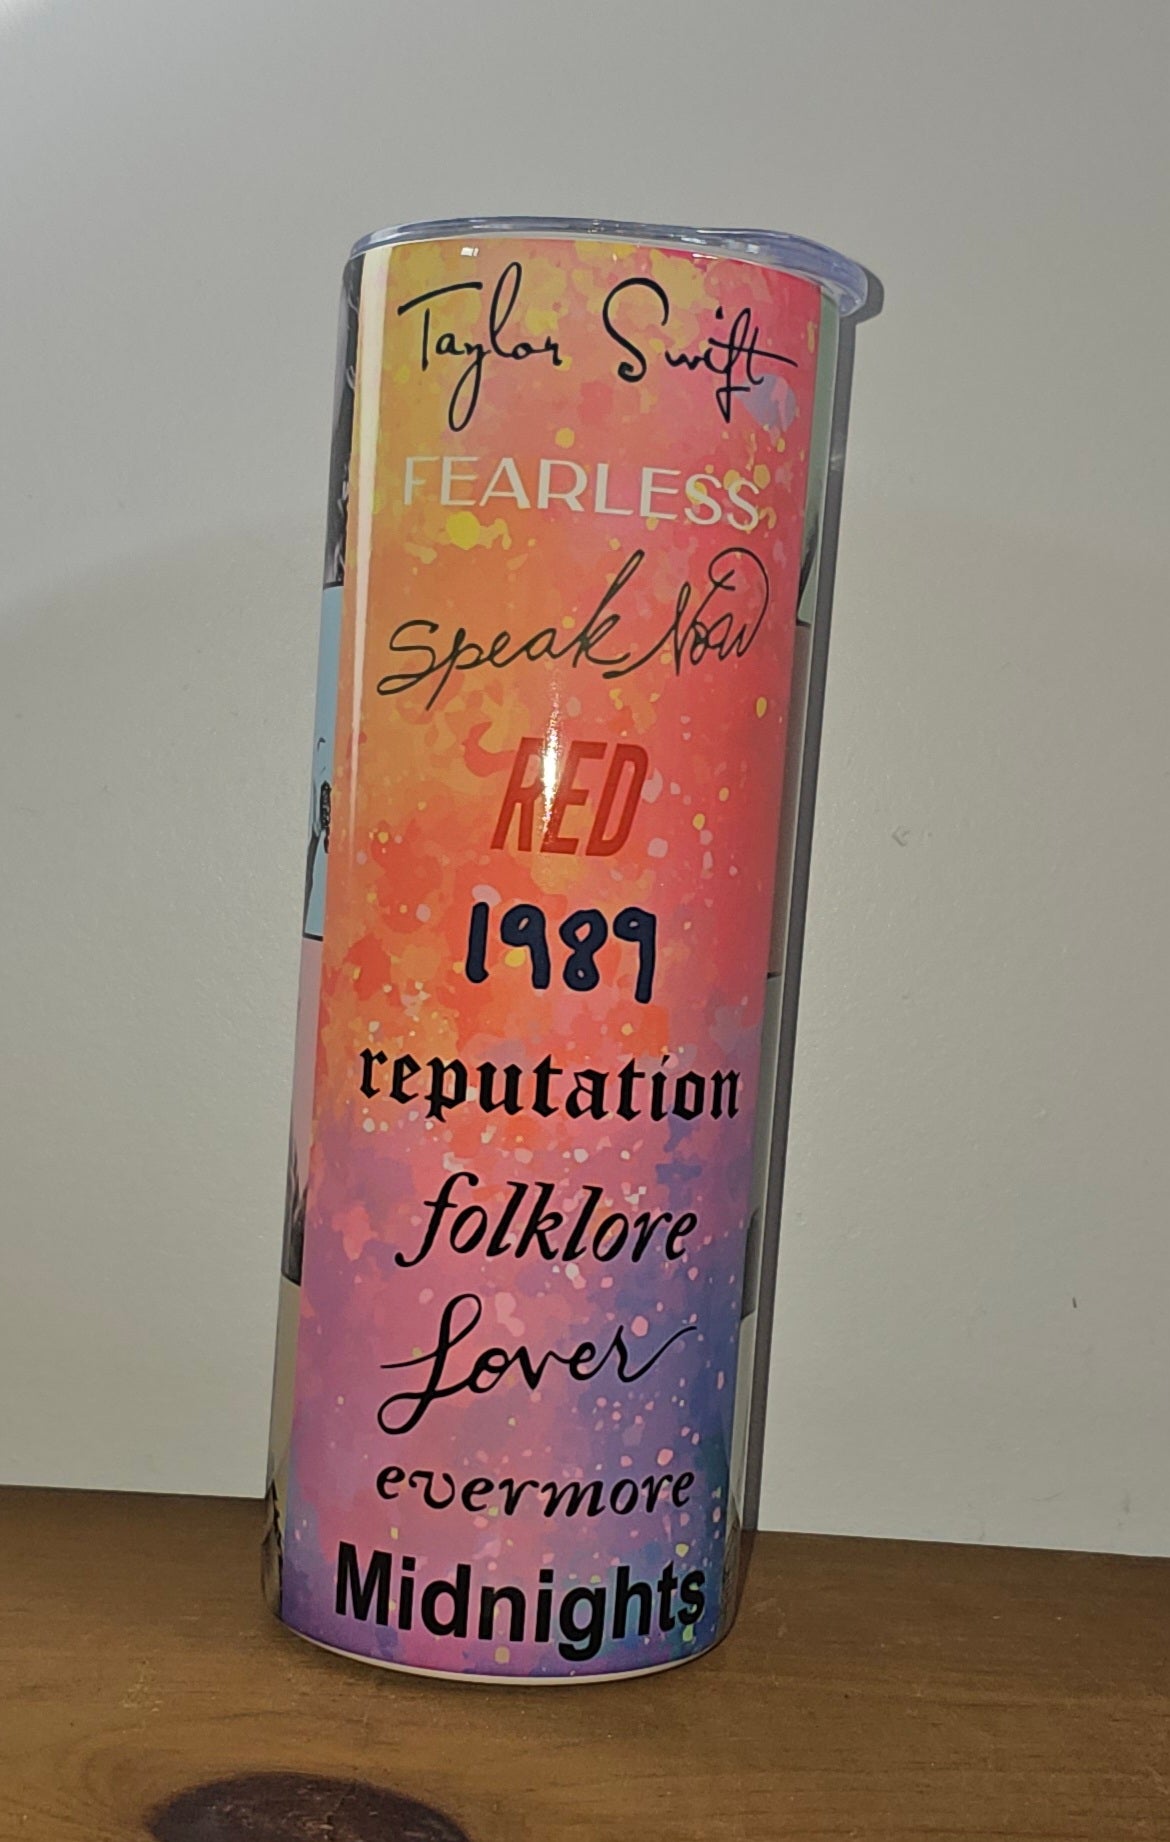 Taylor Swift
FEARLESS
Speak Now
RED
1989
reputation
folklore
Lover
evermore
Midnights